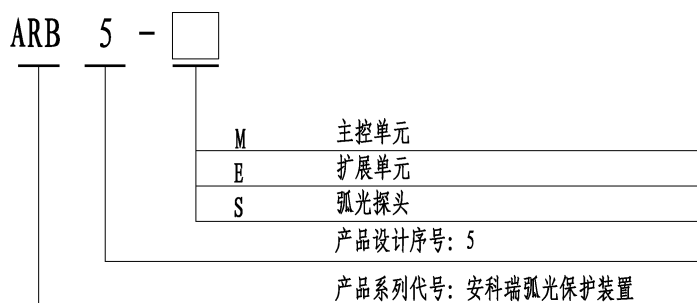 ARB 5 - □
M 主控单元
E 扩展单元
S 弧光探头
产品设计序号：5
产品系列代号：安科瑞弧光保护装置